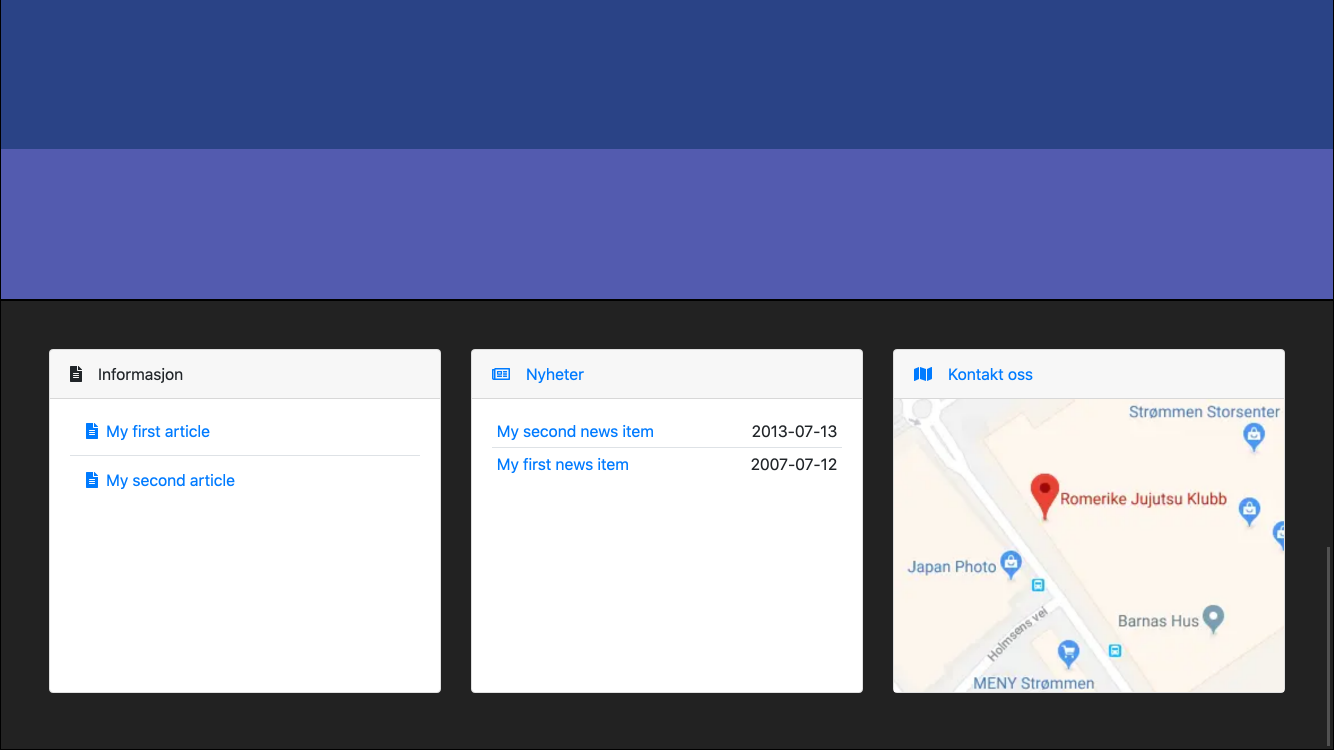 Informasjon
My first article
My second article
Nyheter
My second news item 2013-07-13
My first news item 2007-07-12
Kontakt oss
Strømmen Storsenter
Romerike Jujutsu Klubb
Japan Photo
Holmsens vei
Barnas Hus
MENY Strømmen